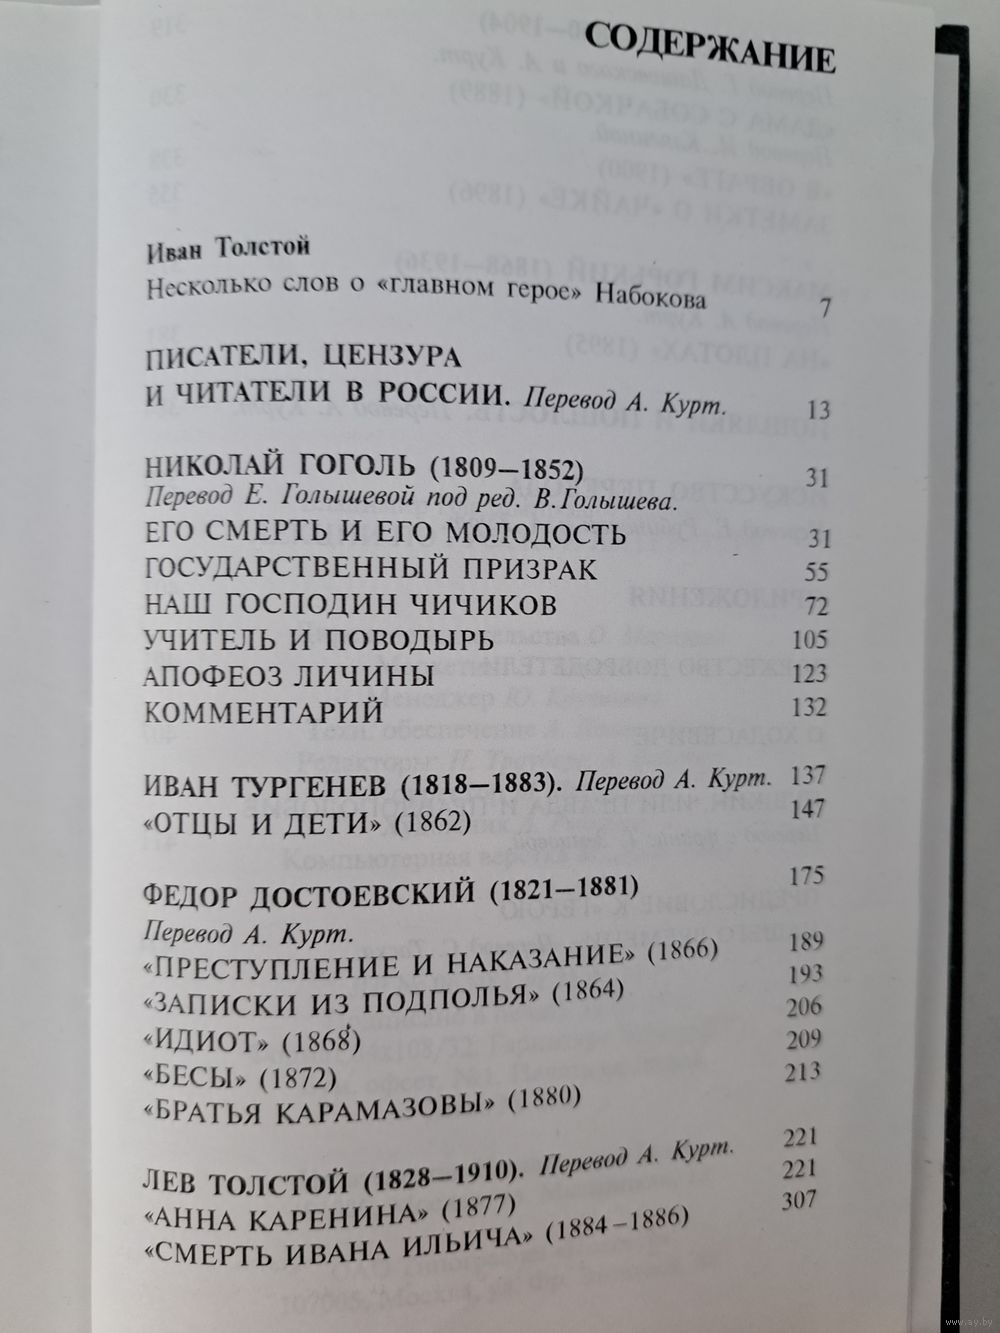 СОДЕРЖАНИЕ
Иван Толстой
Несколько слов о «главном герое» Набокова 7
ПИСАТЕЛИ, ЦЕНЗУРА
И ЧИТАТЕЛИ В РОССИИ. Перевод А. Курт. 13
НИКОЛАЙ ГОГОЛЬ (1809—1852) 31
Перевод Е. Голышевой под ред. В.Голышева.
ЕГО СМЕРТЬ И ЕГО МОЛОДОСТЬ 31
ГОСУДАРСТВЕННЫЙ ПРИЗРАК 55
НАШ ГОСПОДИН ЧИЧИКОВ 72
УЧИТЕЛЬ И ПОВОДЫРЬ 105
АПОФЕОЗ ЛИЧИНЫ 123
КОММЕНТАРИЙ 132
ИВАН ТУРГЕНЕВ (1818—1883). Перевод А. Курт. 137
«ОТЦЫ И ДЕТИ» (1862) 147
ФЕДОР ДОСТОЕВСКИЙ (1821—1881) 175
Перевод А. Курт.
«ПРЕСТУПЛЕНИЕ И НАКАЗАНИЕ» (1866) 189
«ЗАПИСКИ ИЗ ПОДПОЛЬЯ» (1864) 193
«ИДИОТ» (1868) 206
«БЕСЫ» (1872) 209
«БРАТЬЯ КАРАМАЗОВЫ» (1880) 213
ЛЕВ ТОЛСТОЙ (1828—1910). Перевод А. Курт. 221
«АННА КАРЕНИНА» (1877) 221
«СМЕРТЬ ИВАНА ИЛЬИЧА» (1884–1886) 307
www.ay.by